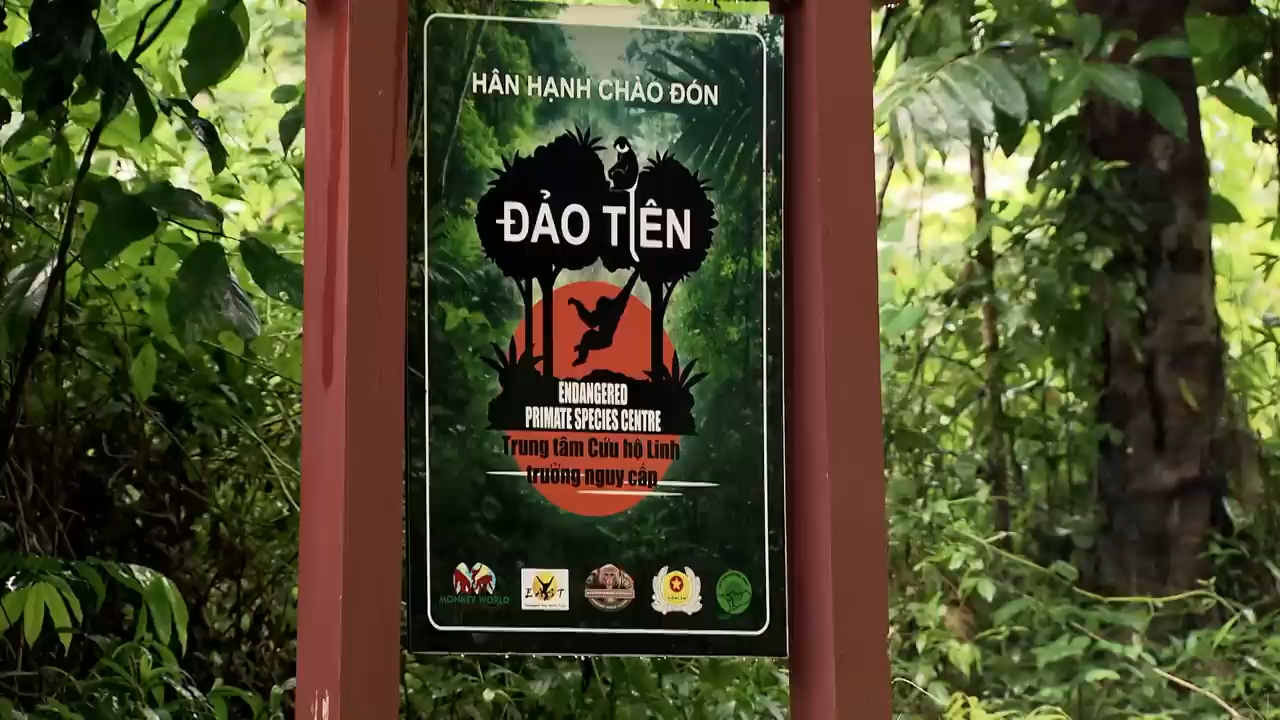 HÂN HẠNH CHÀO ĐÓN
ĐẢO TIÊN
ENDANGERED
PRIMATE SPECIES CENTRE
Trung tâm Cứu hộ Linh
trưởng nguy cấp
MONKEY WORLD
EAST